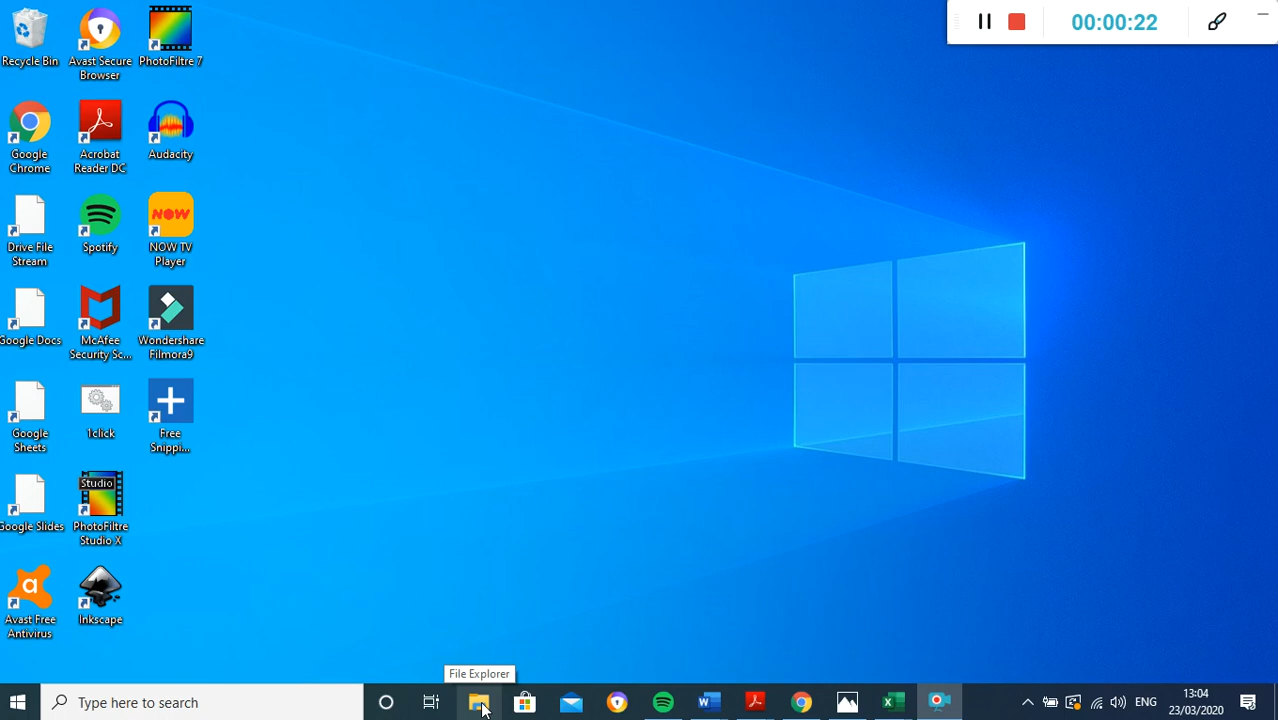 00:00:22
Recycle Bin
Avast Secure
Browser
PhotoFiltre 7
Google
Chrome
Acrobat
Reader DC
Audacity
Drive File
Stream
Spotify
NOW
NOW TV
Player
Google Docs
McAfee
Security Sc...
Wondershare
Filmora9
Google
Sheets
1click
Free
Snippi...
Google Slides
Studio
PhotoFiltre
Studio X
Avast Free
Antivirus
Inkscape
File Explorer
Type here to search
ENG
13:04
23/03/2020